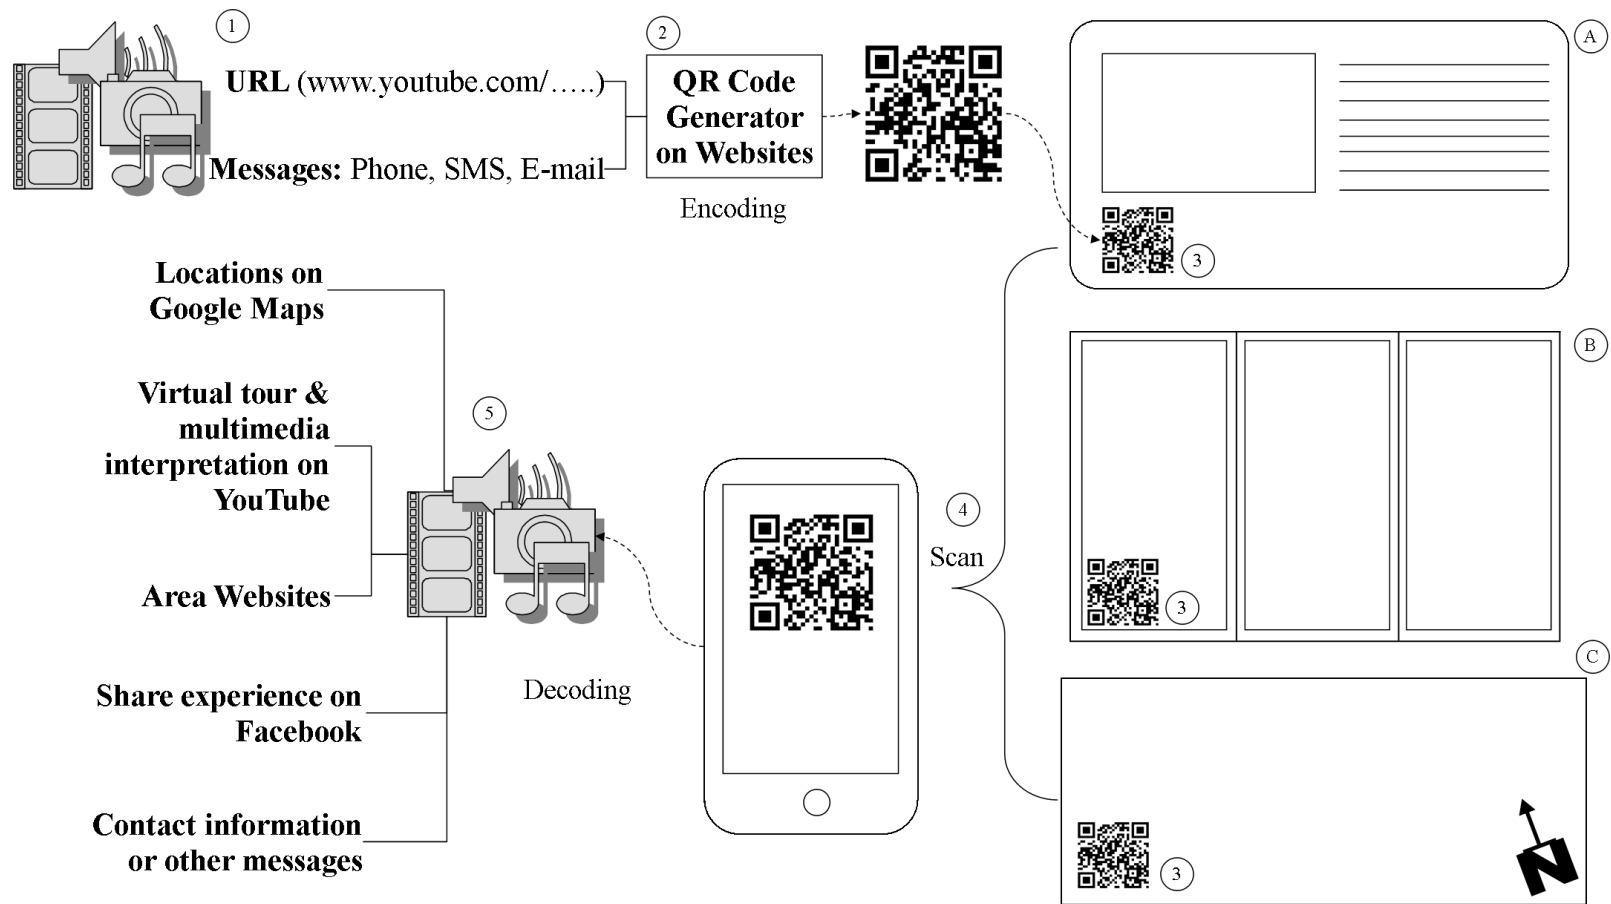 1
URL (www.youtube.com/…..)
Messages: Phone, SMS, E-mail
2
QR Code
Generator
on Websites
Encoding
A
3
B
3
C
3
N
4
Scan
Decoding
5
Locations on
Google Maps
Virtual tour &
multimedia
interpretation on
YouTube
Area Websites
Share experience on
Facebook
Contact information
or other messages